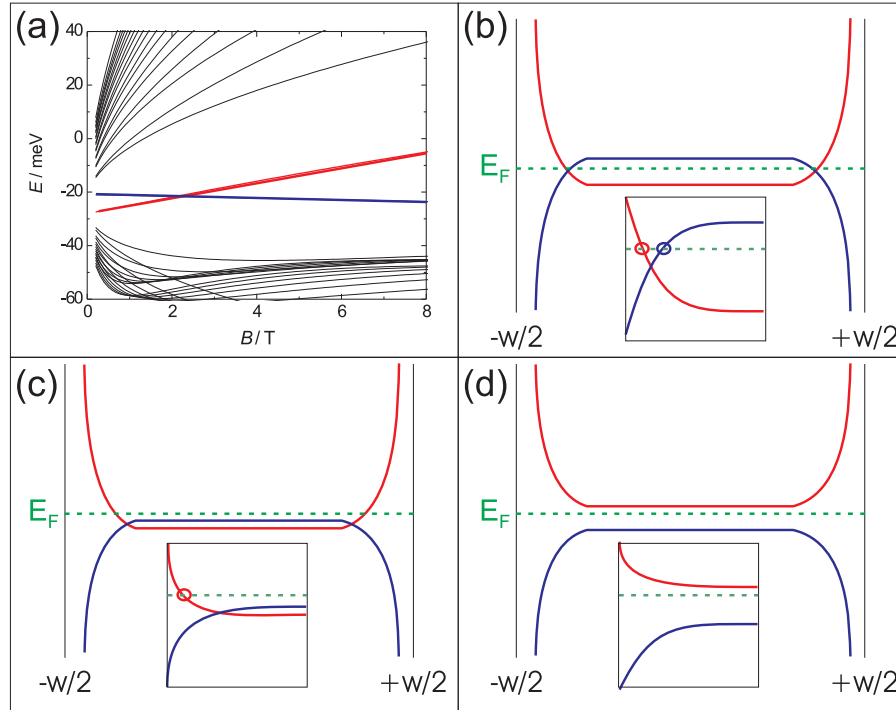 (a)
40
20
0
-20
-40
-60
E / meV
0
2
4
6
8
B / T
(b)
E_F
-w/2
+w/2
(c)
E_F
-w/2
+w/2
(d)
E_F
-w/2
+w/2